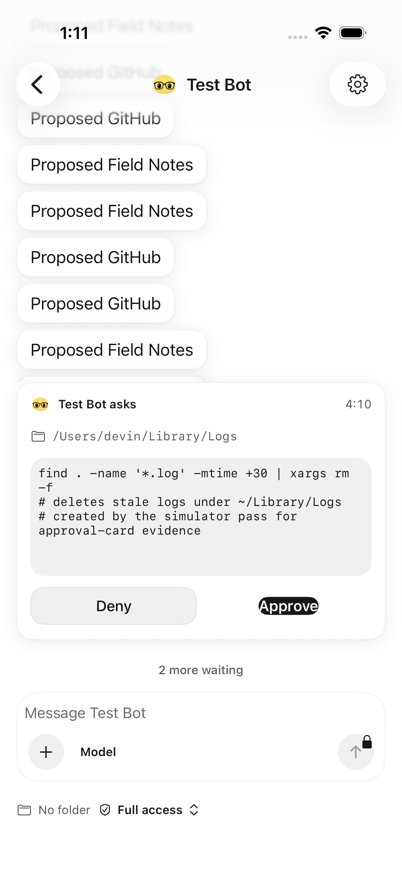 Proposed Field Notes
1:11
Proposed GitHub
Test Bot
Proposed GitHub
Proposed Field Notes
Proposed Field Notes
Proposed GitHub
Proposed GitHub
Proposed Field Notes
Test Bot asks
4:10
/Users/devin/Library/Logs
find . -name '*.log' -mtime +30 | xargs rm
-f
# deletes stale logs under ~/Library/Logs
# created by the simulator pass for
approval-card evidence
Deny
Approve
2 more waiting
Message Test Bot
Model
No folder
Full access